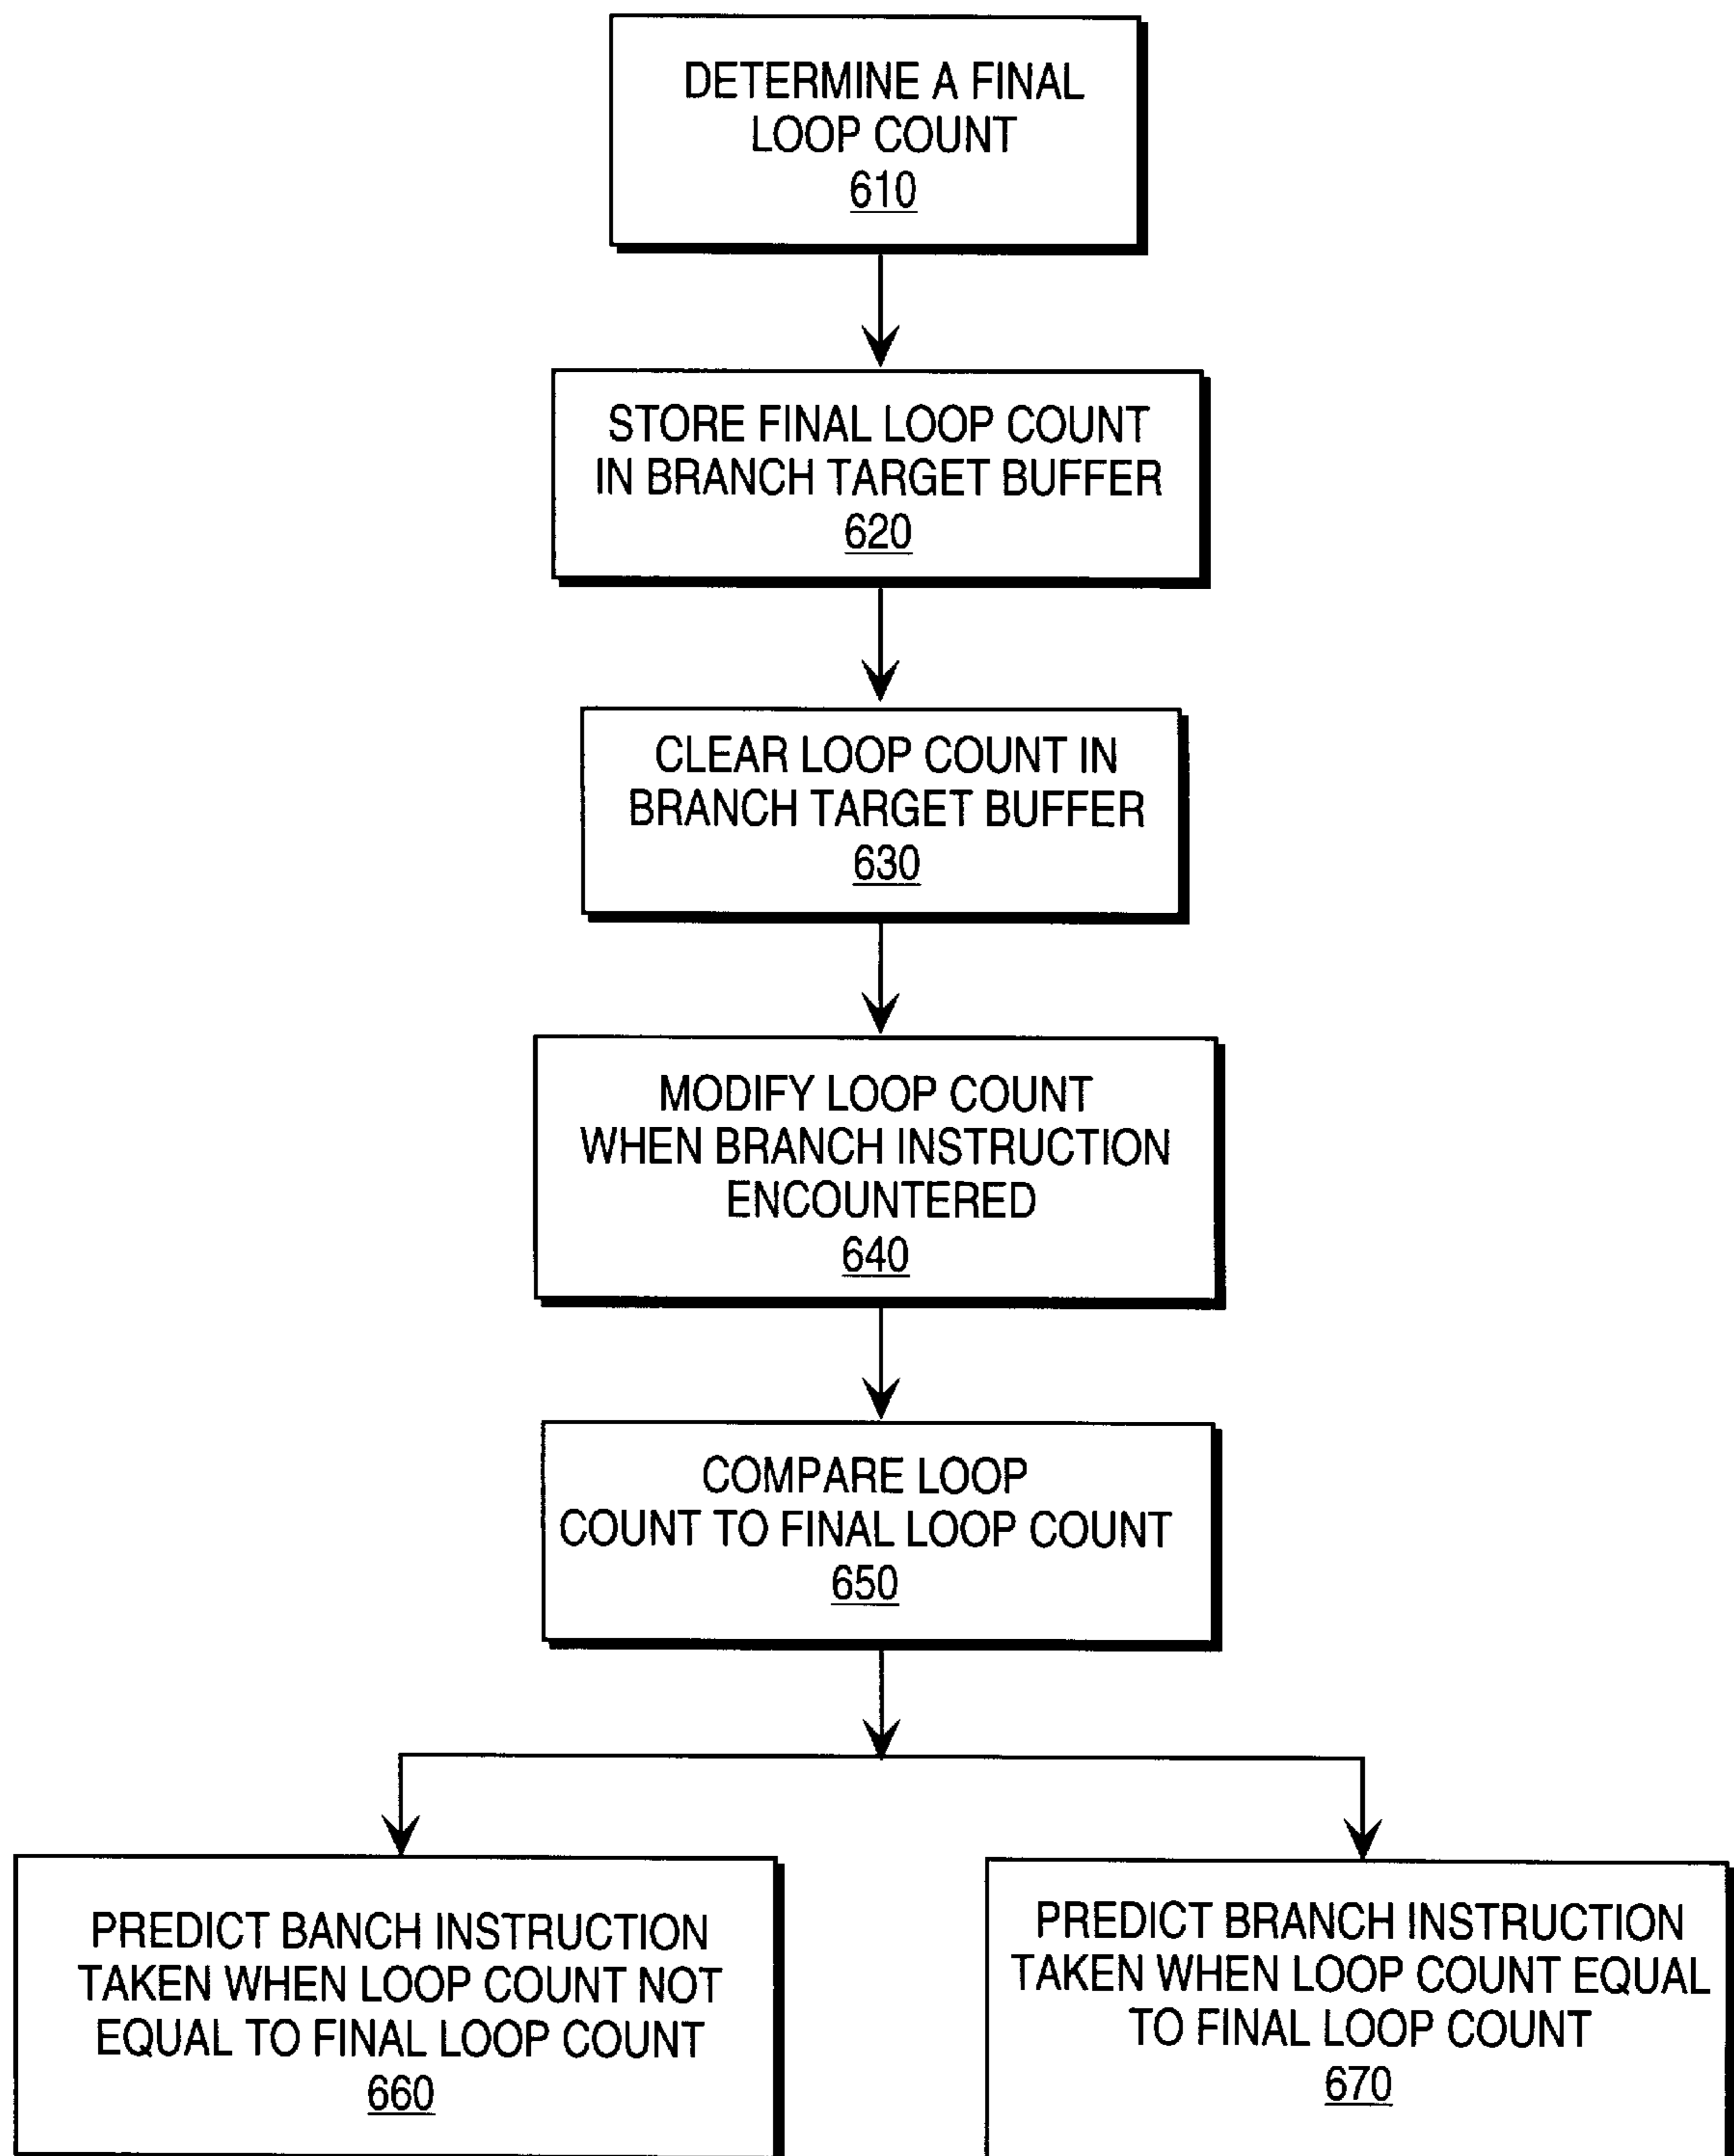 DETERMINE A FINAL
LOOP COUNT
610
STORE FINAL LOOP COUNT
IN BRANCH TARGET BUFFER
620
CLEAR LOOP COUNT IN
BRANCH TARGET BUFFER
630
MODIFY LOOP COUNT
WHEN BRANCH INSTRUCTION
ENCOUNTERED
640
COMPARE LOOP
COUNT TO FINAL LOOP COUNT
650
PREDICT BANCH INSTRUCTION
TAKEN WHEN LOOP COUNT NOT
EQUAL TO FINAL LOOP COUNT
660
PREDICT BRANCH INSTRUCTION
TAKEN WHEN LOOP COUNT EQUAL
TO FINAL LOOP COUNT
670